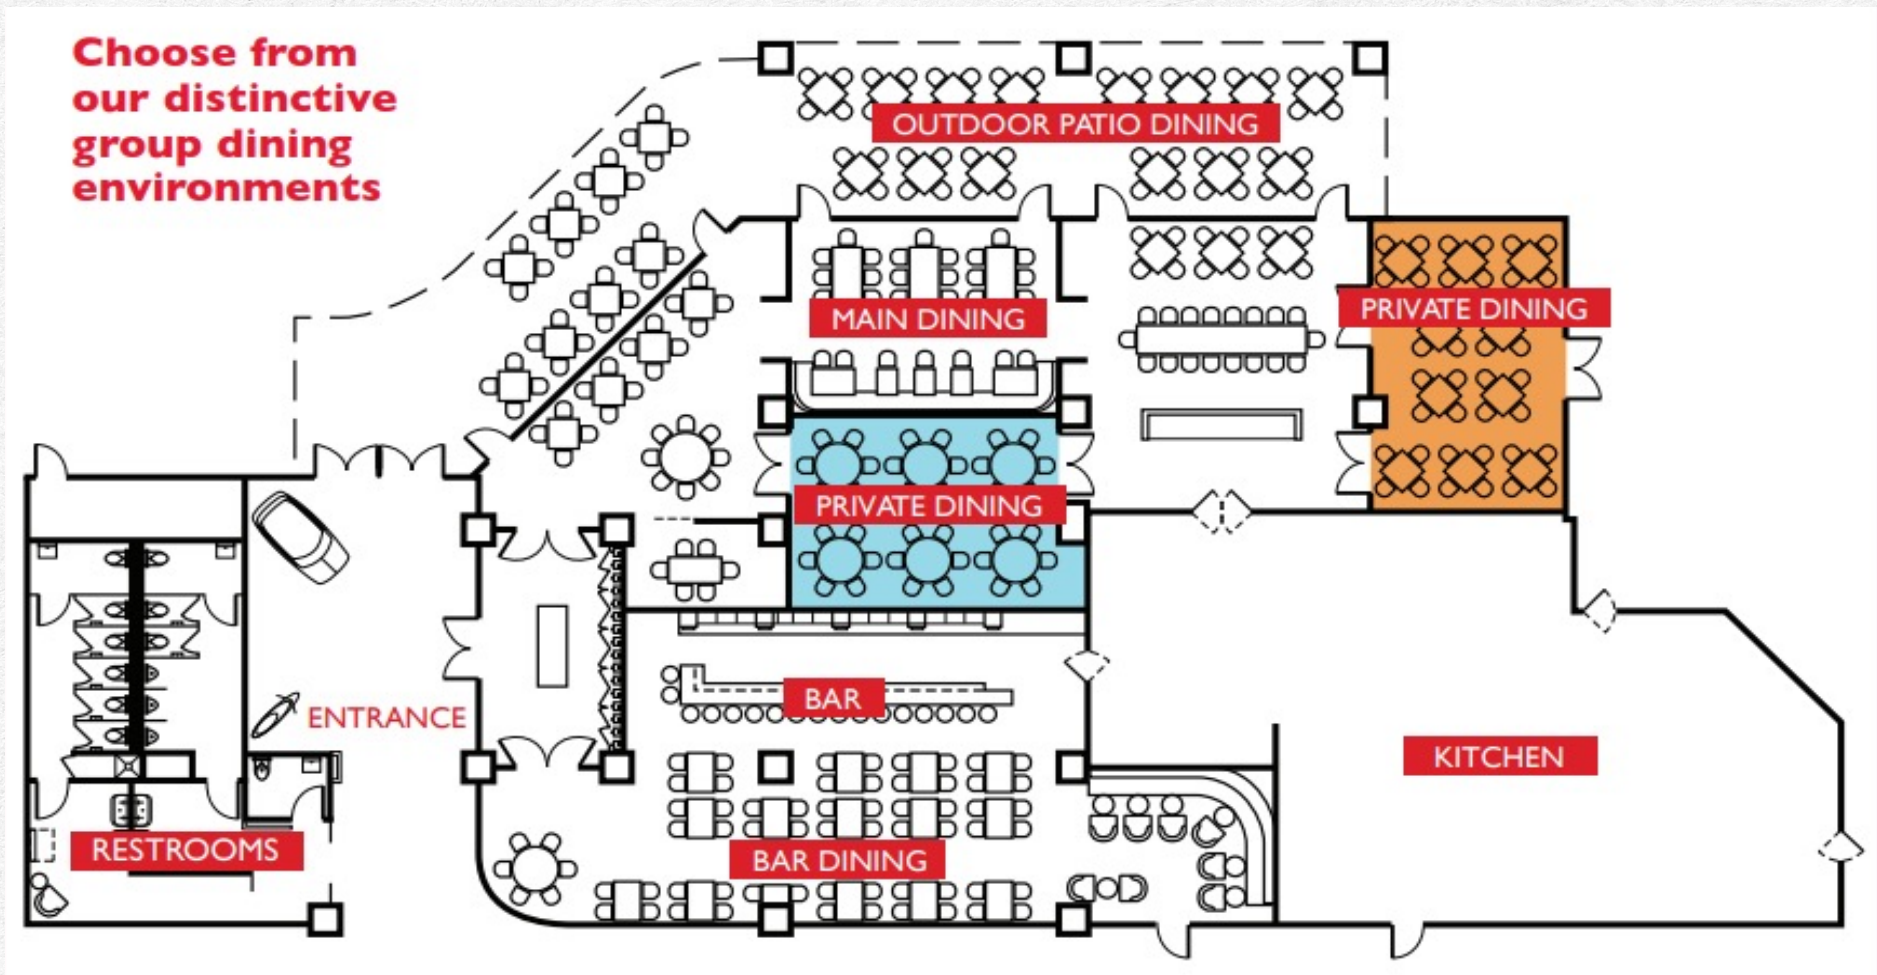 Choose from
our distinctive
group dining
environments
OUTDOOR PATIO DINING
MAIN DINING
PRIVATE DINING
PRIVATE DINING
BAR
ENTRANCE
KITCHEN
RESTROOMS
BAR DINING